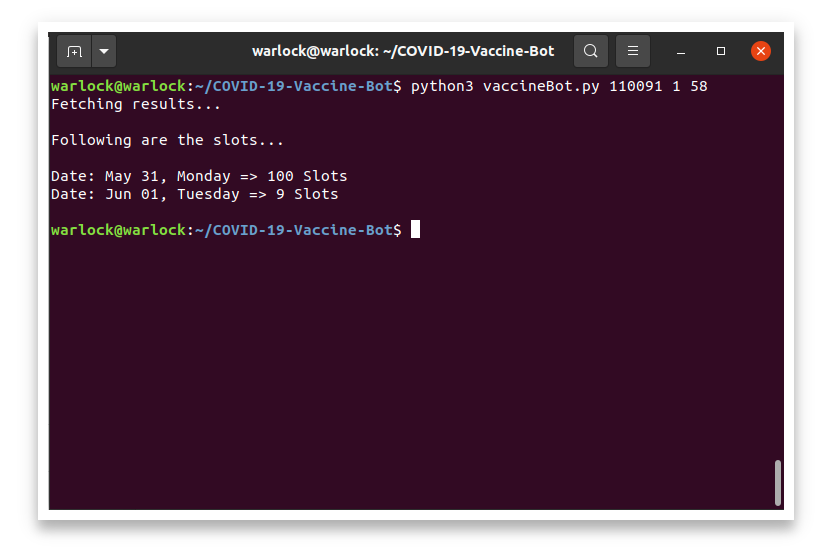 warlock@warlock: ~/COVID-19-Vaccine-Bot
warlock@warlock:~/COVID-19-Vaccine-Bot$ python3 vaccineBot.py 110091 1 58
Fetching results...
Following are the slots...
Date: May 31, Monday => 100 Slots
Date: Jun 01, Tuesday => 9 Slots
warlock@warlock:~/COVID-19-Vaccine-Bot$